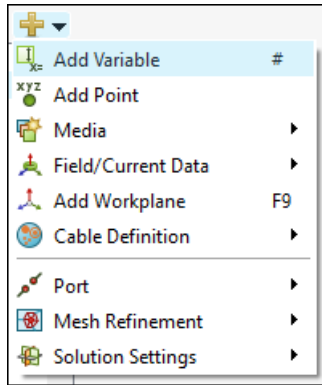 Add Variable #
Add Point
Media
Field/Current Data
Add Workplane F9
Cable Definition
Port
Mesh Refinement
Solution Settings